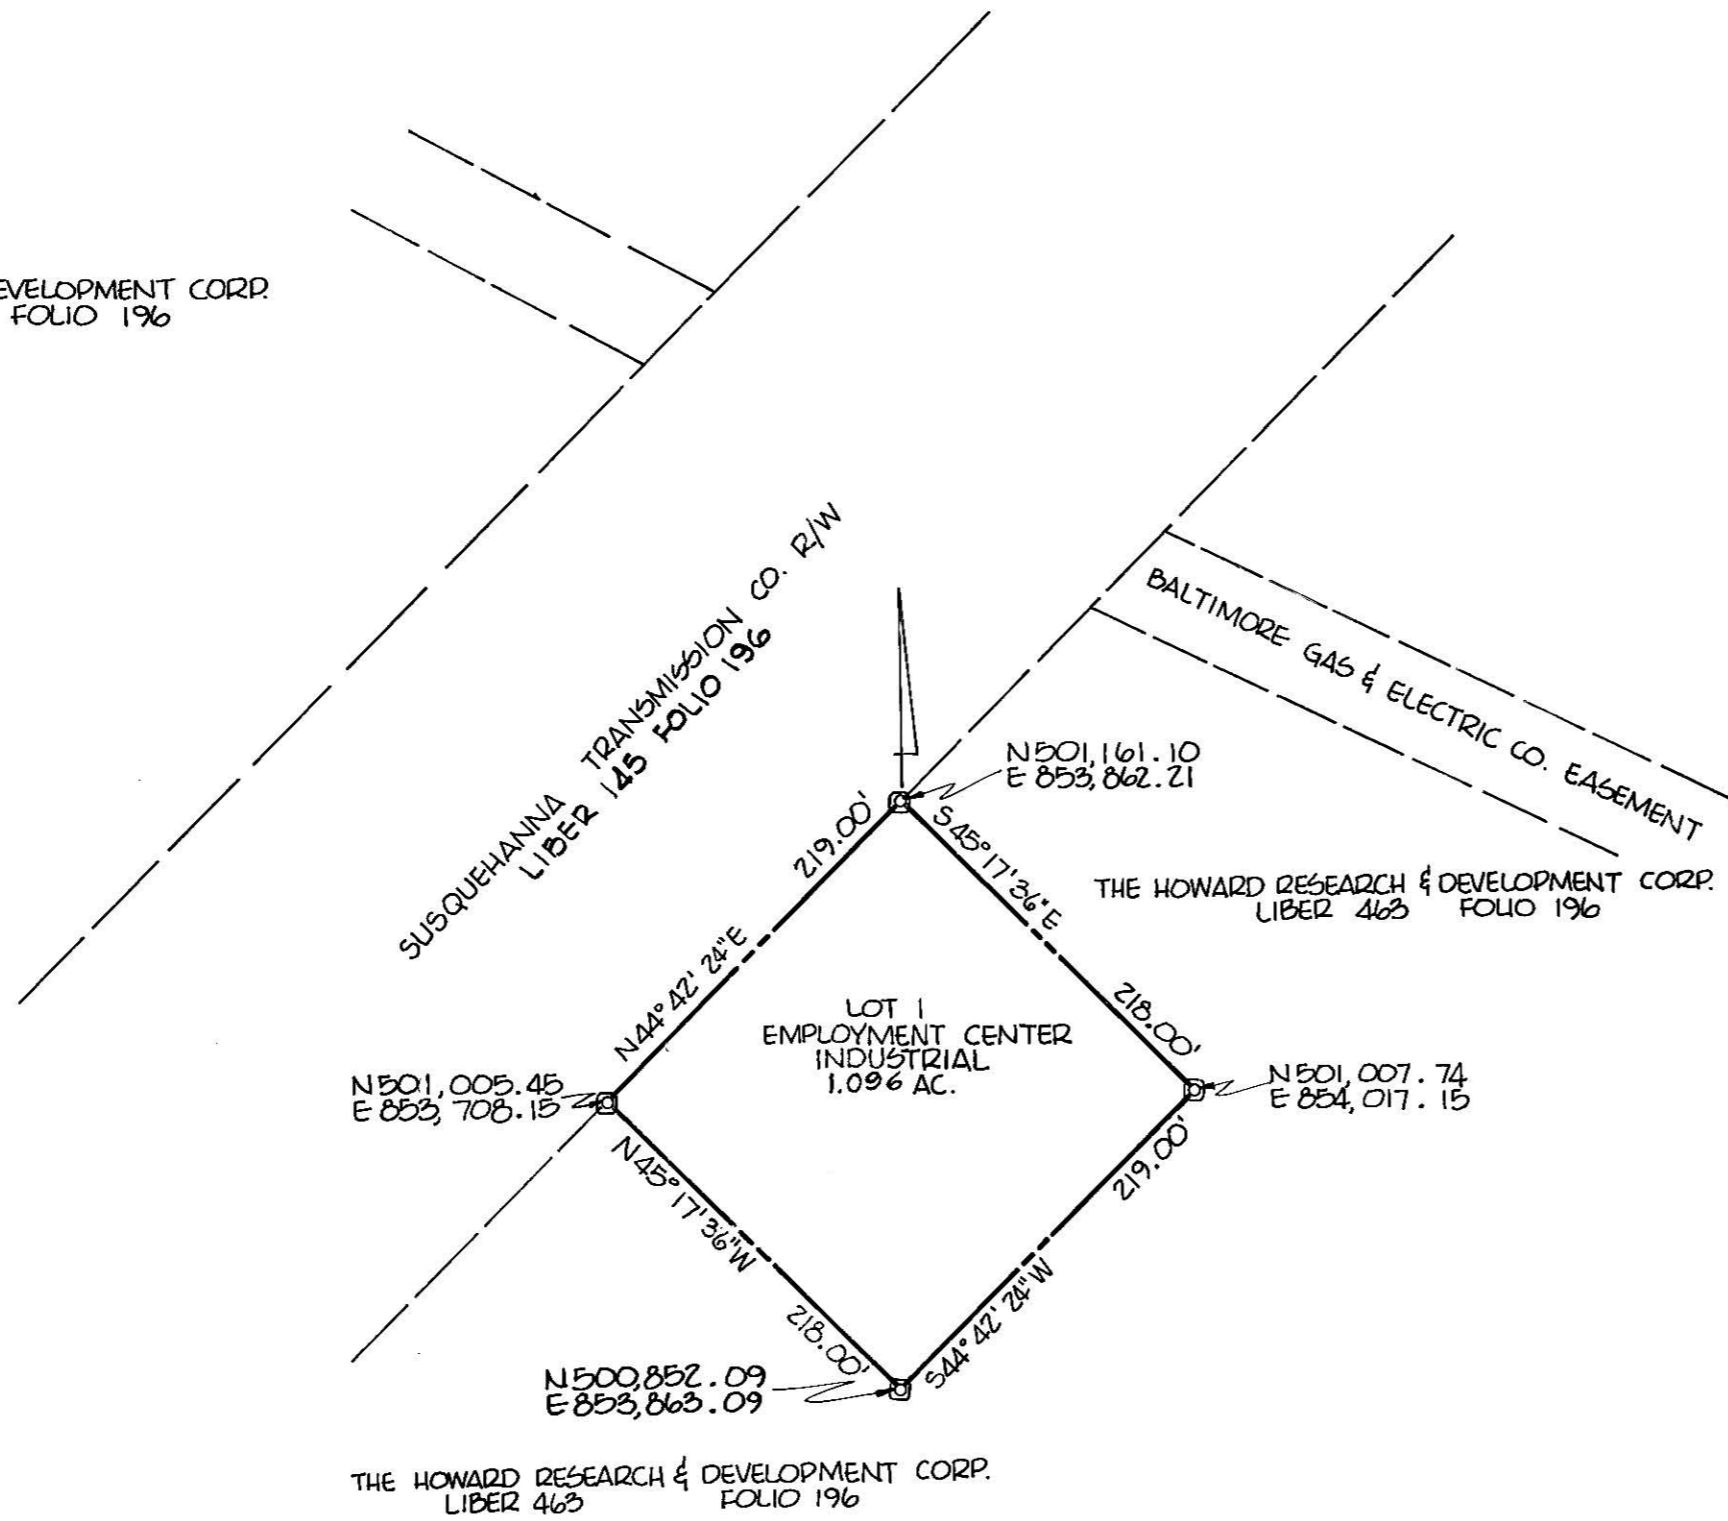 EVELOPMENT CORP.
FOLIO 196
SUSQUEHANNA TRANSMISSION CO. R/W
LIBER 145 FOLIO 196
BALTIMORE GAS & ELECTRIC CO. EASEMENT
N501,161.10
E 853,862.21
219.00'
S45°17'36"E
THE HOWARD RESEARCH & DEVELOPMENT CORP.
LIBER 463 FOLIO 196
N44°42'24"E
218.00'
LOT 1
EMPLOYMENT CENTER
INDUSTRIAL
1.096 AC.
N501,005.45
E 853,708.15
N501,007.74
E 854,017.15
N45°17'36"W
219.00'
218.00'
S44°42'24"W
N500,852.09
E 853,863.09
THE HOWARD RESEARCH & DEVELOPMENT CORP.
LIBER 463 FOLIO 196